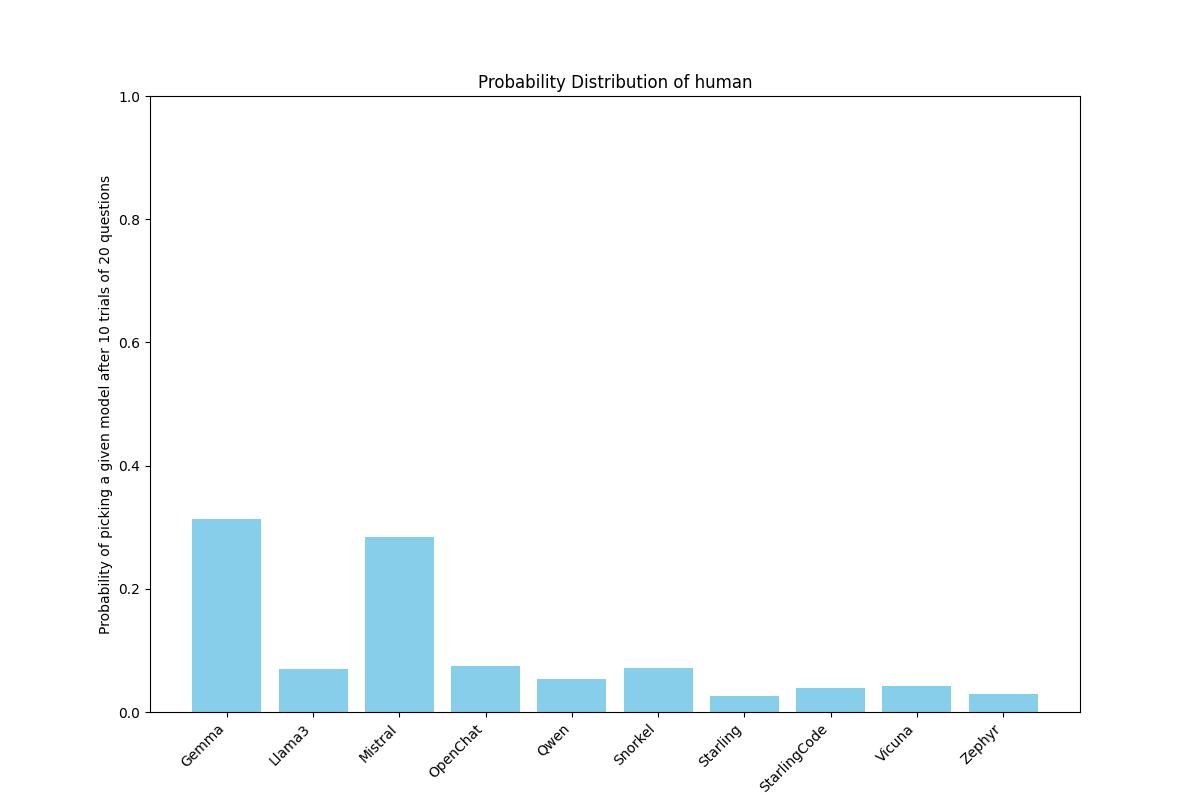 Probability Distribution of human
Probability of picking a given model after 10 trials of 20 questions
1.0
0.8
0.6
0.4
0.2
0.0
Gemma
Llama3
Mistral
OpenChat
Qwen
Snorkel
Starling
StarlingCode
Vicuna
Zephyr